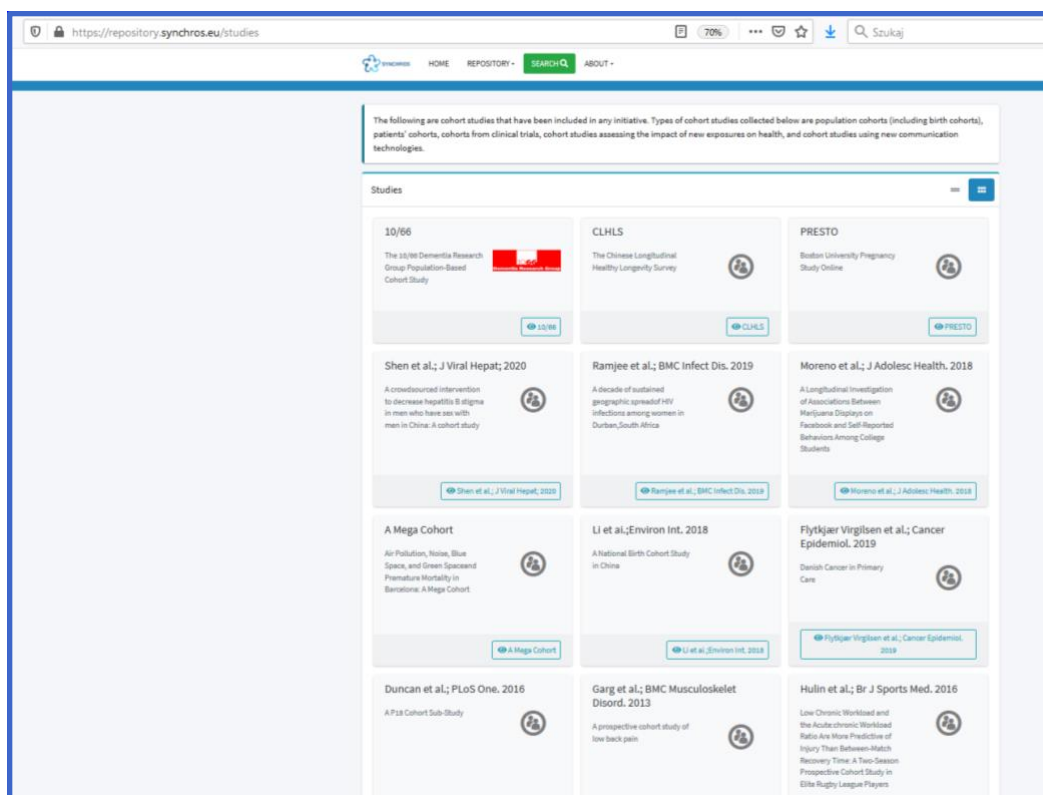 https://repository.synchros.eu/studies
70%
Szukaj
SYNCHROS
HOME
REPOSITORY
SEARCH
ABOUT
The following are cohort studies that have been included in any initiative. Types of cohort studies collected below are population cohorts (including birth cohorts),
patients' cohorts, cohorts from clinical trials, cohort studies assessing the impact of new exposures on health, and cohort studies using new communication
technologies.
Studies
10/66
The 10/66 Dementia Research
Group Population-Based
Cohort Study
10/66
Dementia Research Group
10/66
CLHLS
The Chinese Longitudinal
Healthy Longevity Survey
CLHLS
PRESTO
Boston University Pregnancy
Study Online
PRESTO
Shen et al.; J Viral Hepat; 2020
A crowdsourced intervention
to decrease hepatitis B stigma
in men who have sex with
men in China: A cohort study
Shen et al.; J Viral Hepat; 2020
Ramjee et al.; BMC Infect Dis. 2019
A decade of sustained
geographic spreadof HIV
infections among women in
Durban,South Africa
Ramjee et al.; BMC Infect Dis. 2019
Moreno et al.; J Adolesc Health. 2018
A Longitudinal Investigation
of Associations Between
Marijuana Displays on
Facebook and Self-Reported
Behaviors Among College
Students
Moreno et al.; J Adolesc Health. 2018
A Mega Cohort
Air Pollution, Noise, Blue
Space, and Green Spaceand
Premature Mortality in
Barcelona: A Mega Cohort
A Mega Cohort
Li et al.;Environ Int. 2018
A National Birth Cohort Study
in China
Li et al.;Environ Int. 2018
Flytkjær Virgilsen et al.; Cancer
Epidemiol. 2019
Danish Cancer in Primary
Care
Flytkjær Virgilsen et al.; Cancer Epidemiol.
2019
Duncan et al.; PLoS One. 2016
A P18 Cohort Sub-Study
Garg et al.; BMC Musculoskelet
Disord. 2013
A prospective cohort study of
low back pain
Hulin et al.; Br J Sports Med. 2016
Low Chronic Workload and
the Acute:chronic Workload
Ratio Are More Predictive of
Injury Than Between-Match
Recovery Time: A Two-Season
Prospective Cohort Study in
Elite Rugby League Players